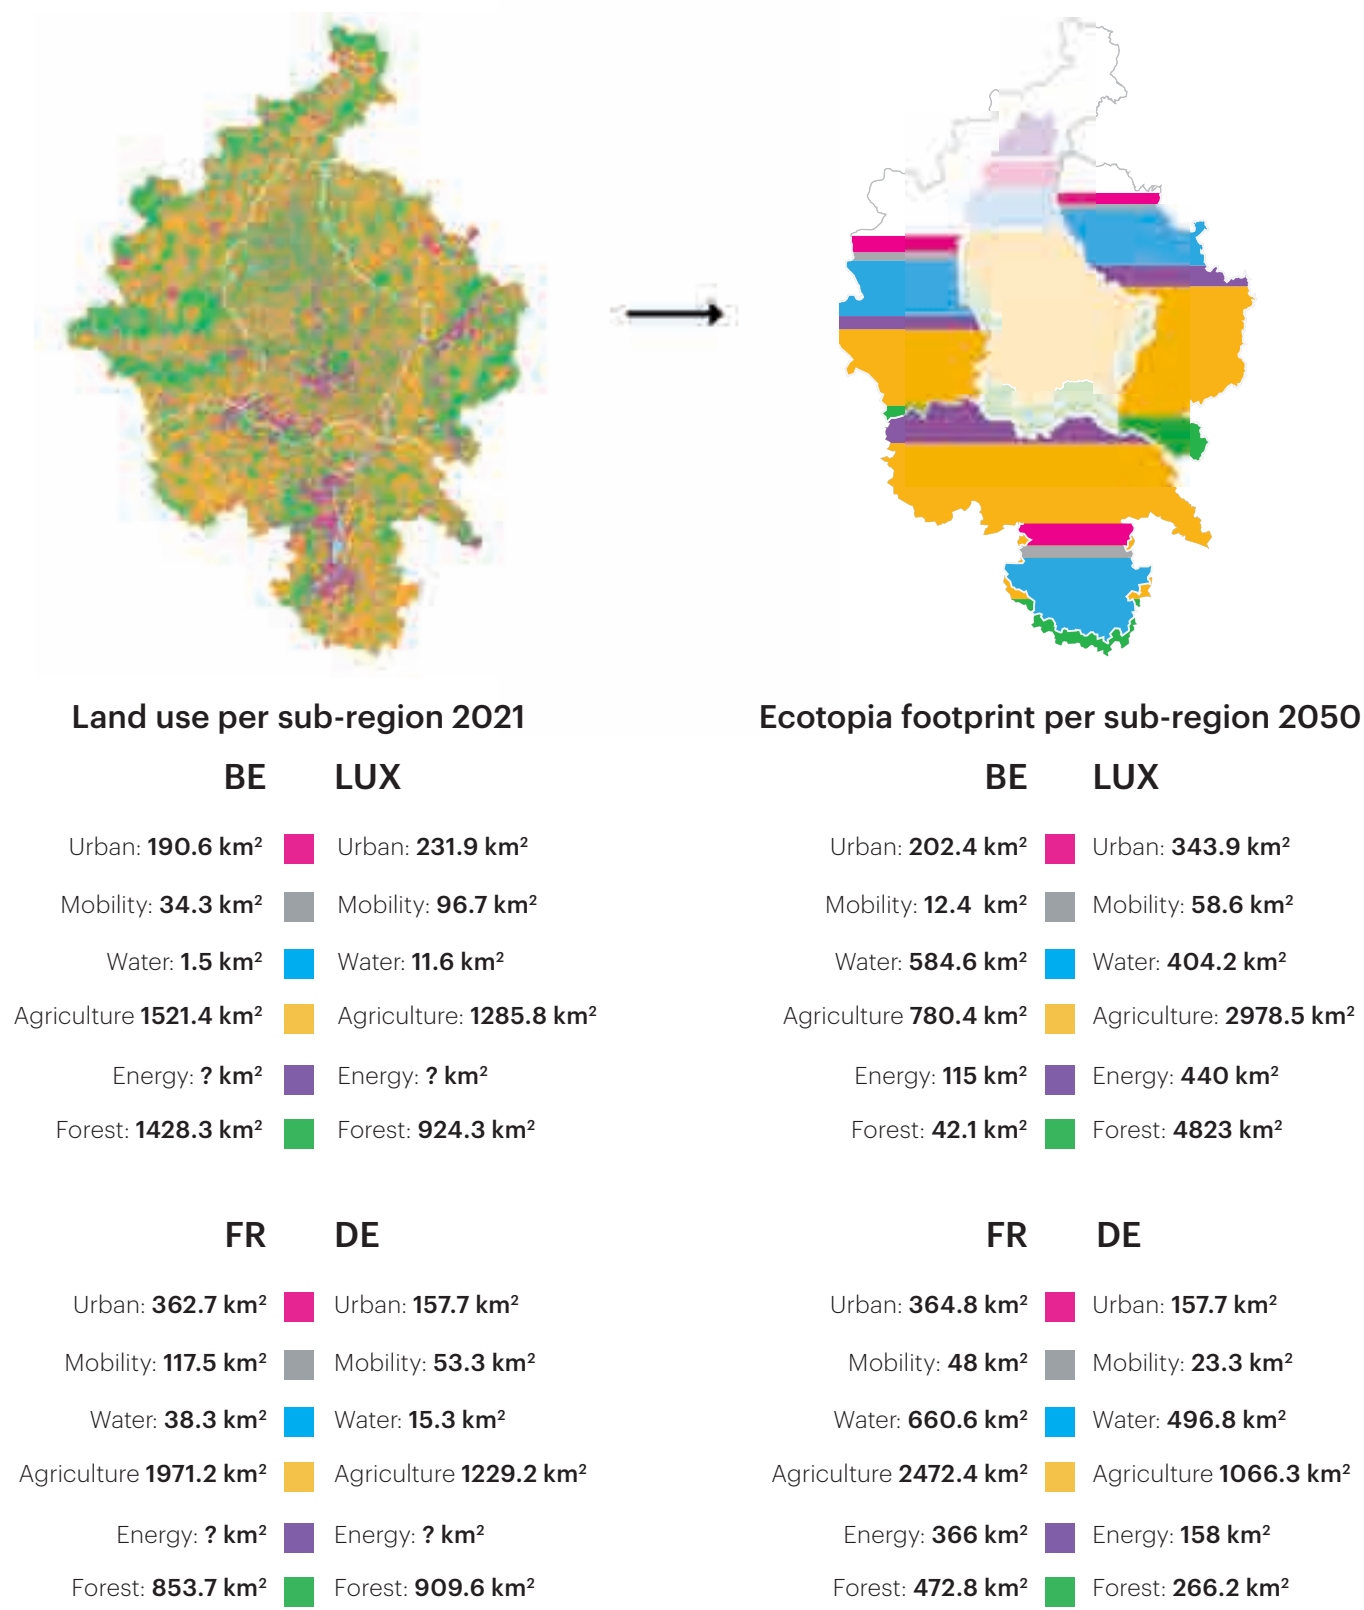 Land use per sub-region 2021
BE LUX
Urban: 190.6 km² Urban: 231.9 km²
Mobility: 34.3 km² Mobility: 96.7 km²
Water: 1.5 km² Water: 11.6 km²
Agriculture 1521.4 km² Agriculture: 1285.8 km²
Energy: ? km² Energy: ? km²
Forest: 1428.3 km² Forest: 924.3 km²
FR DE
Urban: 362.7 km² Urban: 157.7 km²
Mobility: 117.5 km² Mobility: 53.3 km²
Water: 38.3 km² Water: 15.3 km²
Agriculture 1971.2 km² Agriculture 1229.2 km²
Energy: ? km² Energy: ? km²
Forest: 853.7 km² Forest: 909.6 km²
Ecotopia footprint per sub-region 2050
BE LUX
Urban: 202.4 km² Urban: 343.9 km²
Mobility: 12.4 km² Mobility: 58.6 km²
Water: 584.6 km² Water: 404.2 km²
Agriculture 780.4 km² Agriculture: 2978.5 km²
Energy: 115 km² Energy: 440 km²
Forest: 42.1 km² Forest: 4823 km²
FR DE
Urban: 364.8 km² Urban: 157.7 km²
Mobility: 48 km² Mobility: 23.3 km²
Water: 660.6 km² Water: 496.8 km²
Agriculture 2472.4 km² Agriculture 1066.3 km²
Energy: 366 km² Energy: 158 km²
Forest: 472.8 km² Forest: 266.2 km²